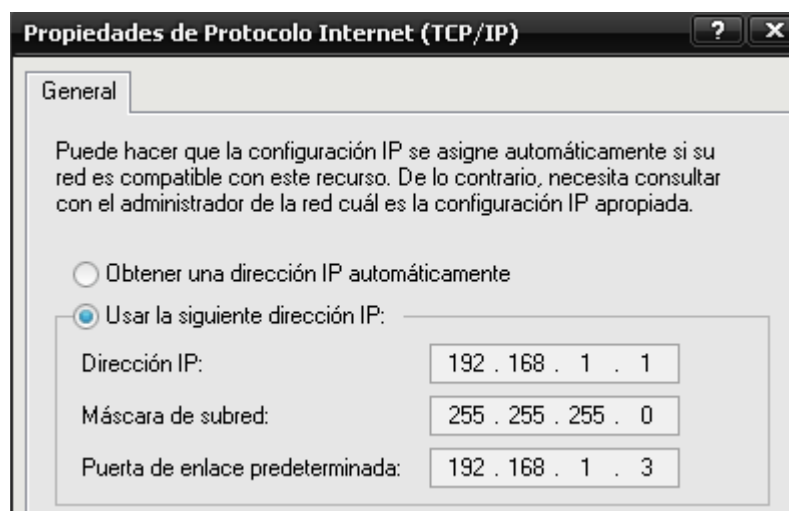 Propiedades de Protocolo Internet (TCP/IP)
General
Puede hacer que la configuración IP se asigne automáticamente si su
red es compatible con este recurso. De lo contrario, necesita consultar
con el administrador de la red cuál es la configuración IP apropiada.
Obtener una dirección IP automáticamente
Usar la siguiente dirección IP:
Dirección IP: 192 . 168 . 1 . 1
Máscara de subred: 255 . 255 . 255 . 0
Puerta de enlace predeterminada: 192 . 168 . 1 . 3